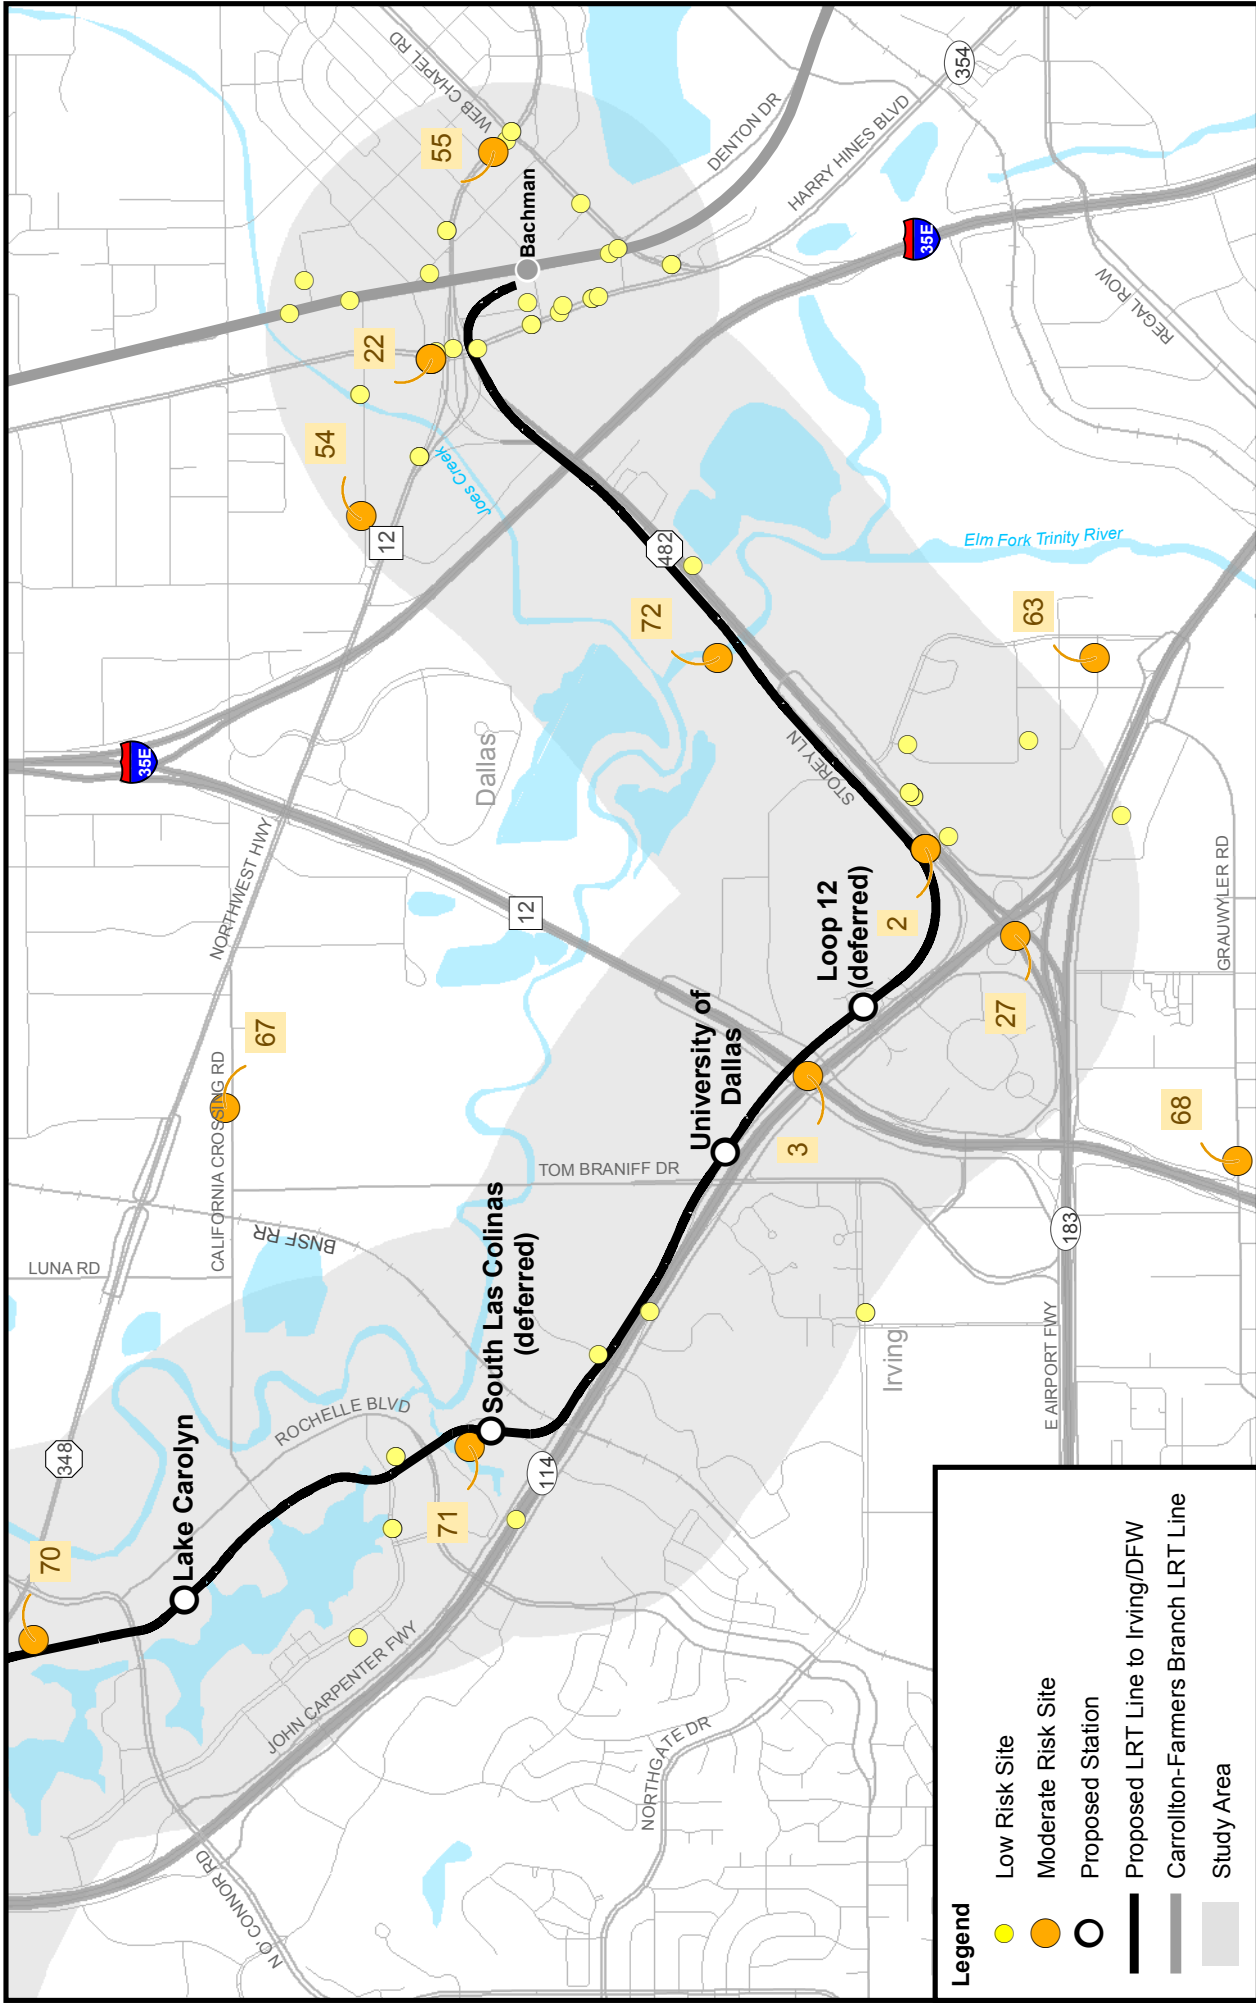 WEB CHAPEL RD
55
Bachman
DENTON DR
HARRY HINES BLVD
354
35E
REGAL ROW
22
54
12
Joes Creek
482
Elm Fork Trinity River
72
63
35E
Dallas
STOREY LN
NORTHWEST HWY
12
2
Loop 12
(deferred)
27
GRAUWYLER RD
67
CALIFORNIA CROSSING RD
University of
Dallas
3
68
TOM BRANIFF DR
183
BNSF RR
LUNA RD
South Las Colinas
(deferred)
Irving
E AIRPORT FWY
ROCHELLE BLVD
348
Lake Carolyn
114
71
70
JOHN CARPENTER FWY
NORTHGATE DR
N O' CONNOR RD
Legend
Low Risk Site
Moderate Risk Site
Proposed Station
Proposed LRT Line to Irving/DFW
Carrollton-Farmers Branch LRT Line
Study Area